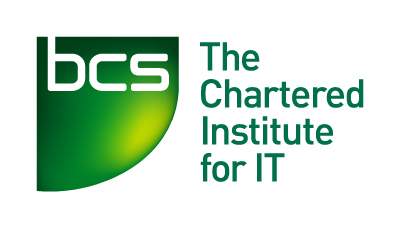 bcs
The
Chartered
Institute
for IT